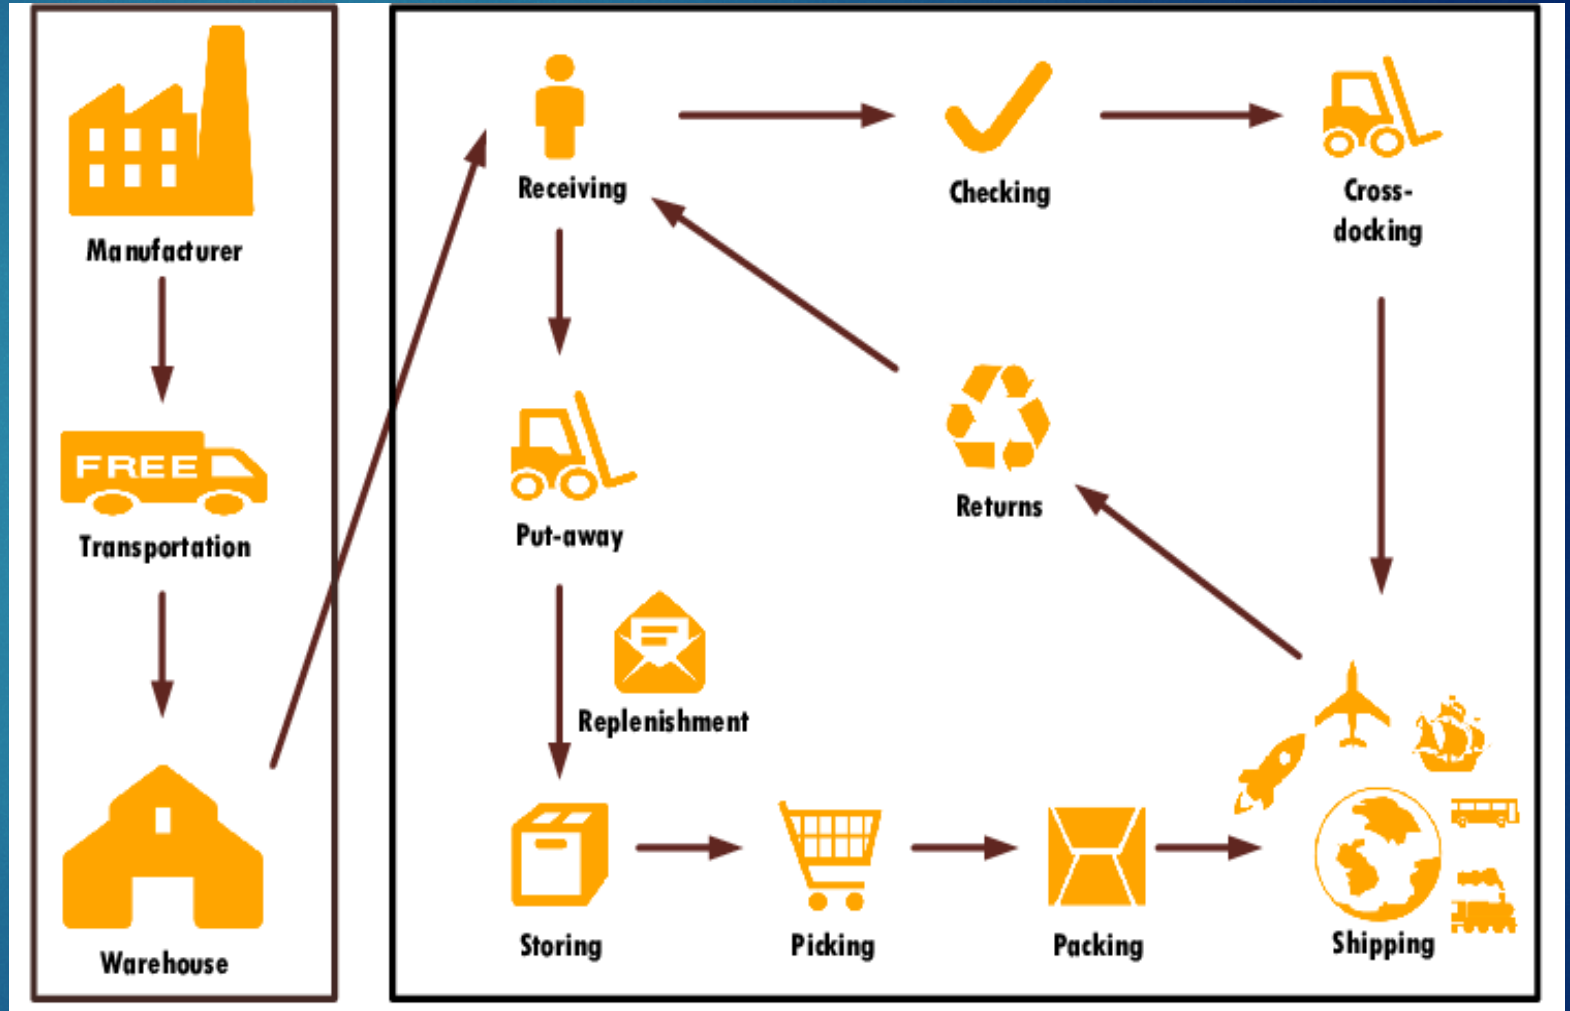 Manufacturer
FREE
Transportation
Warehouse
Receiving
Checking
Cross-
docking
Put-away
Returns
Replenishment
Storing
Picking
Packing
Shipping